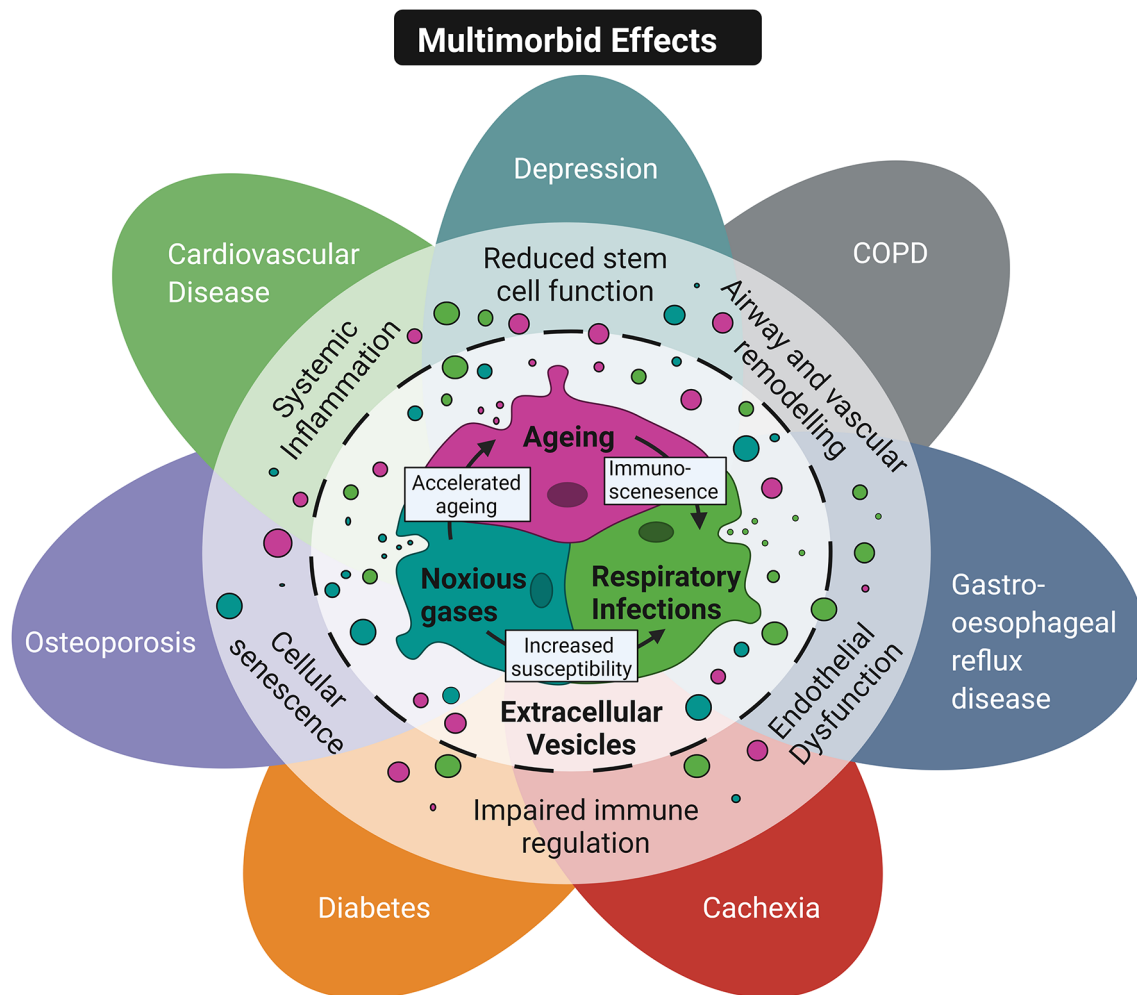 Multimorbid Effects
Depression
COPD
Cardiovascular
Disease
Reduced stem
cell function
Airway and vascular
remodelling
Systemic
Inflammation
Ageing
Accelerated
ageing
Immuno-
scenesence
Noxious
gases
Respiratory
Infections
Increased
susceptibility
Osteoporosis
Gastro-
oesophageal
reflux
disease
Cellular
senescence
Endothelial
Dysfunction
Extracellular
Vesicles
Impaired immune
regulation
Diabetes
Cachexia